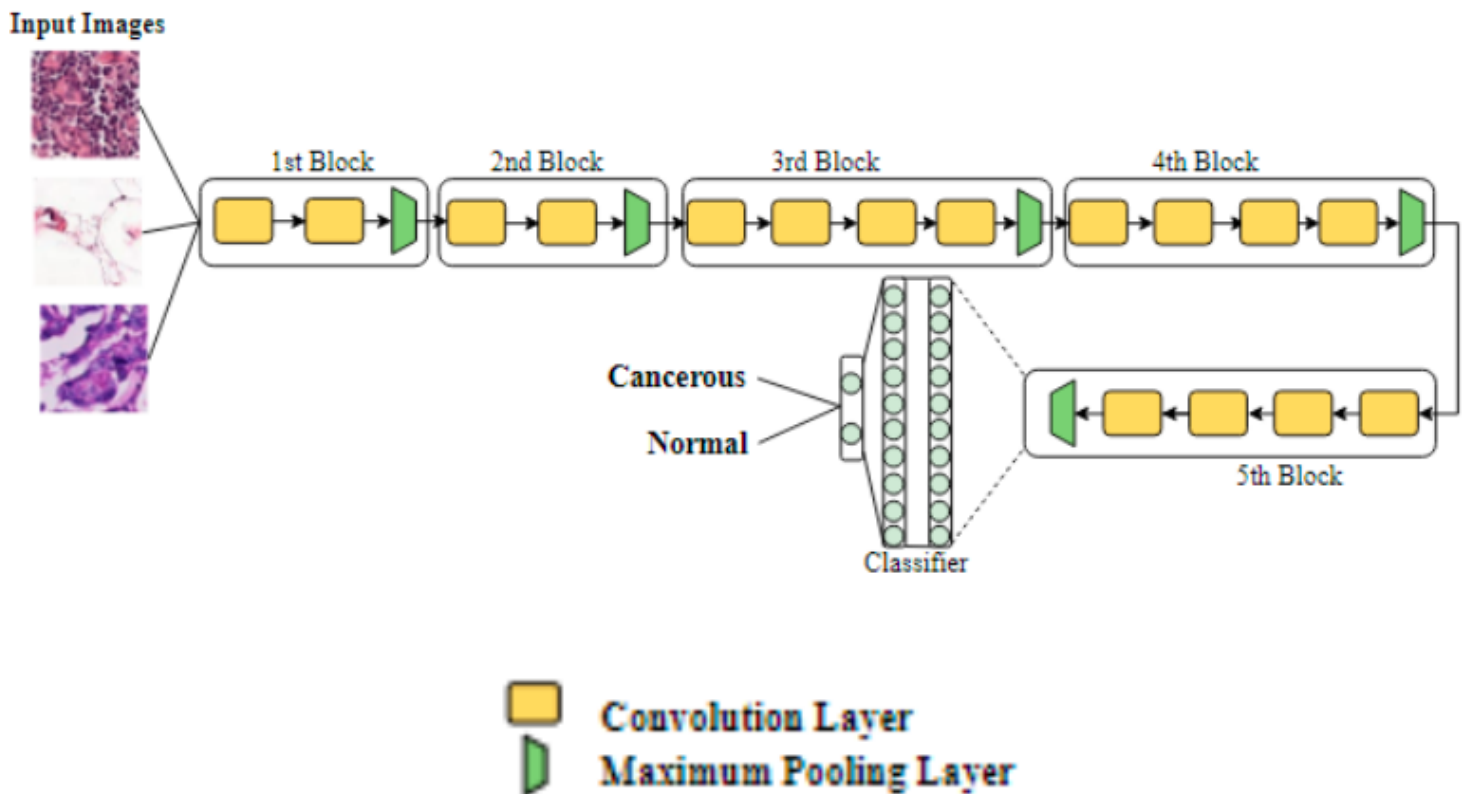 Input Images
1st Block
2nd Block
3rd Block
4th Block
Cancerous
Normal
5th Block
Classifier
Convolution Layer
Maximum Pooling Layer